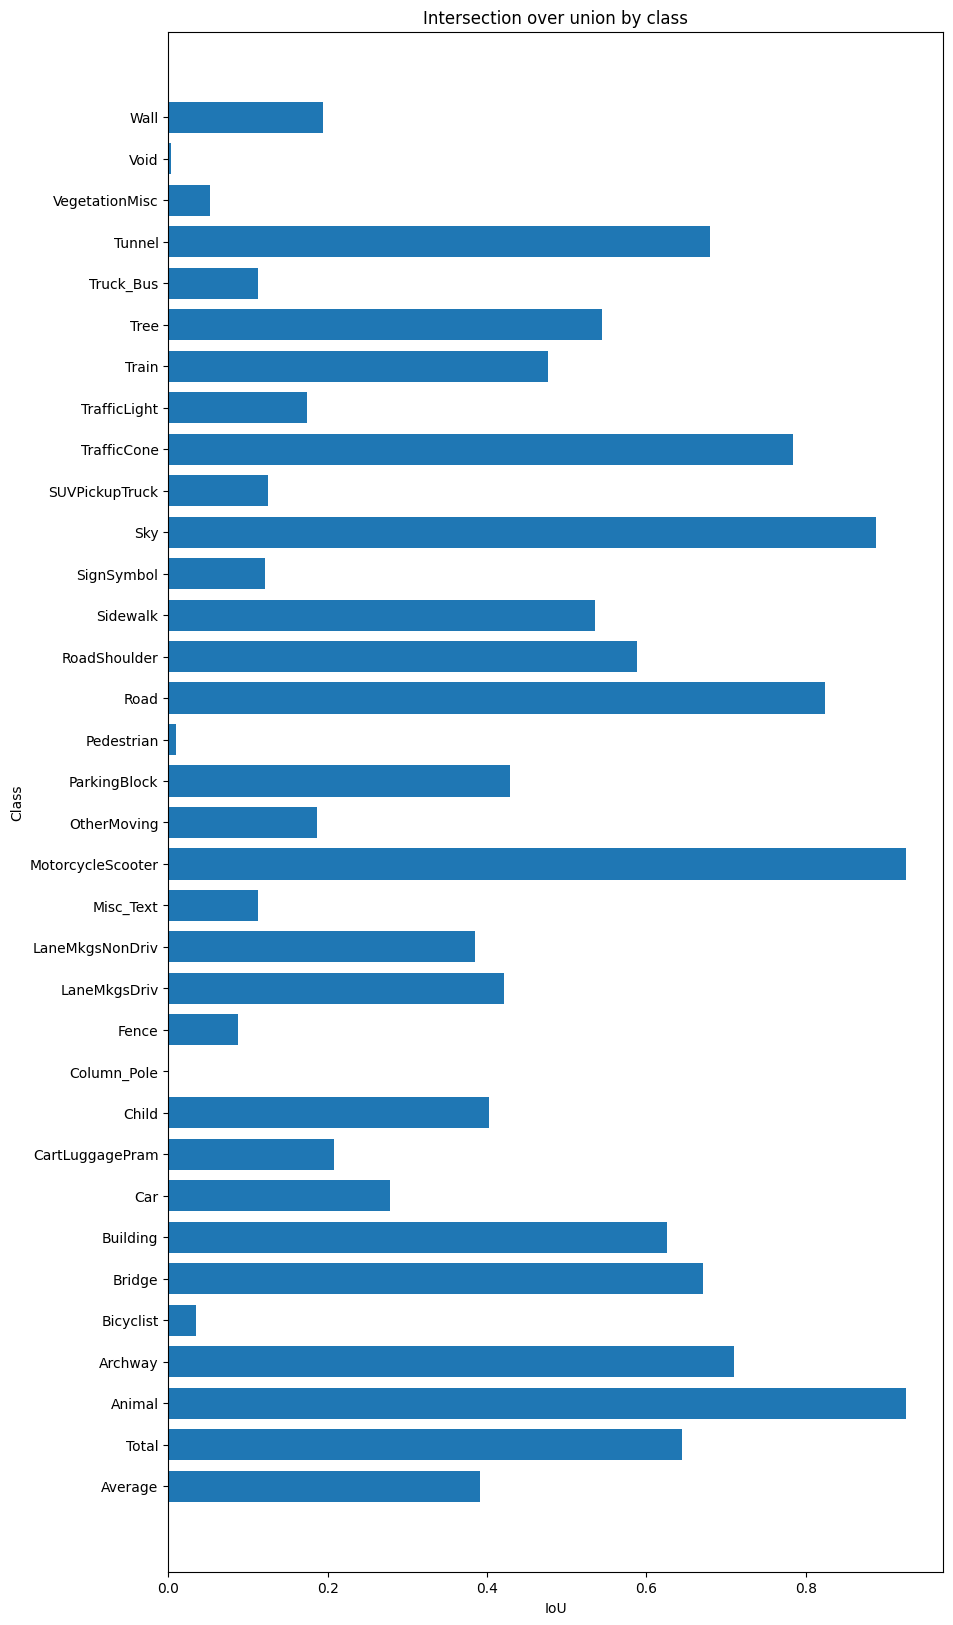 Intersection over union by class
Wall
Void
VegetationMisc
Tunnel
Truck_Bus
Tree
Train
TrafficLight
TrafficCone
SUVPickupTruck
Sky
SignSymbol
Sidewalk
RoadShoulder
Road
Pedestrian
ParkingBlock
OtherMoving
MotorcycleScooter
Misc_Text
LaneMkgsNonDriv
LaneMkgsDriv
Fence
Column_Pole
Child
CartLuggagePram
Car
Building
Bridge
Bicyclist
Archway
Animal
Total
Average
Class
0.0 0.2 0.4 0.6 0.8
IoU